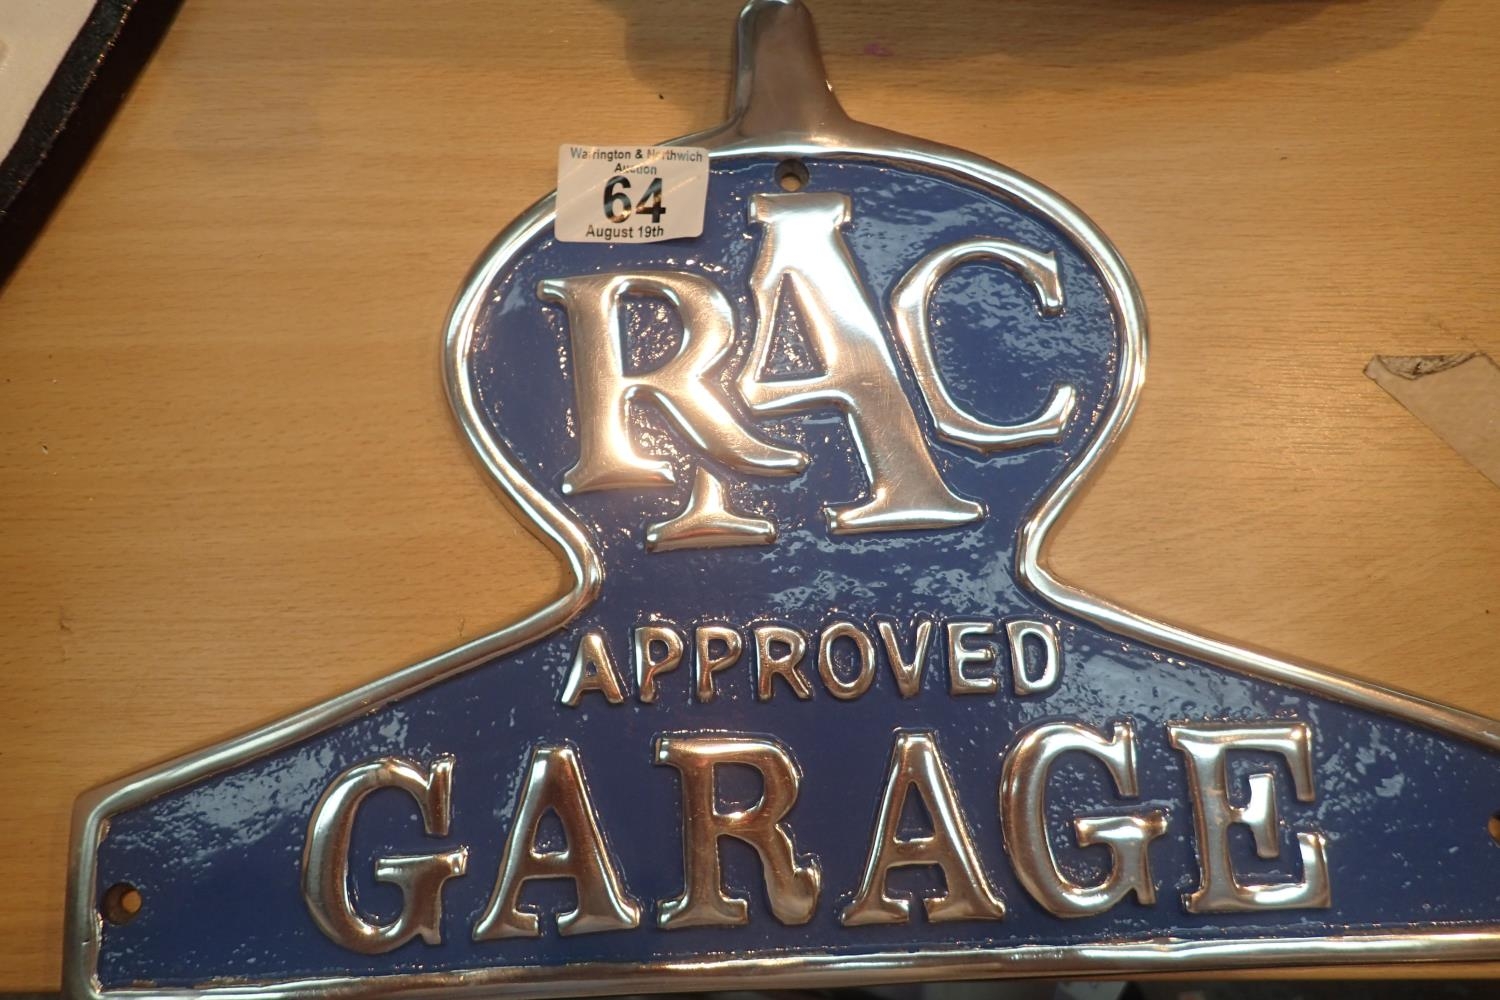 Warrington & Northwich
Auction
64
August 19th
RAC
APPROVED
GARAGE